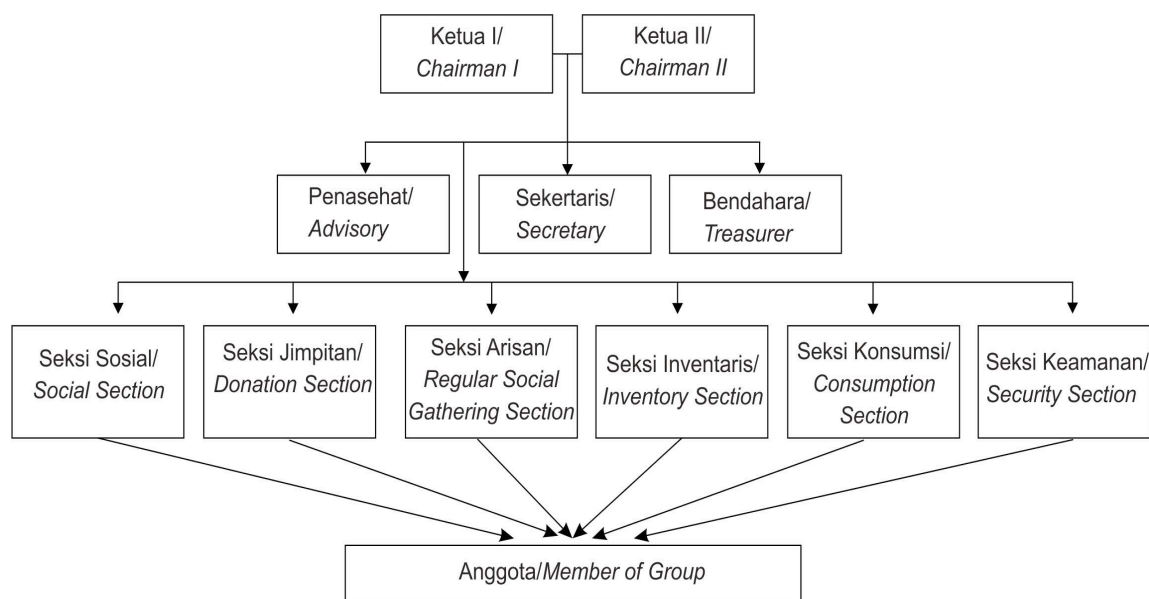 Ketua I/
Chairman I
Ketua II/
Chairman II
Penasehat/
Advisory
Sekertaris/
Secretary
Bendahara/
Treasurer
Seksi Sosial/
Social Section
Seksi Jimpitan/
Donation Section
Seksi Arisan/
Regular Social
Gathering Section
Seksi Inventaris/
Inventory Section
Seksi Konsumsi/
Consumption
Section
Seksi Keamanan/
Security Section
Anggota/Member of Group